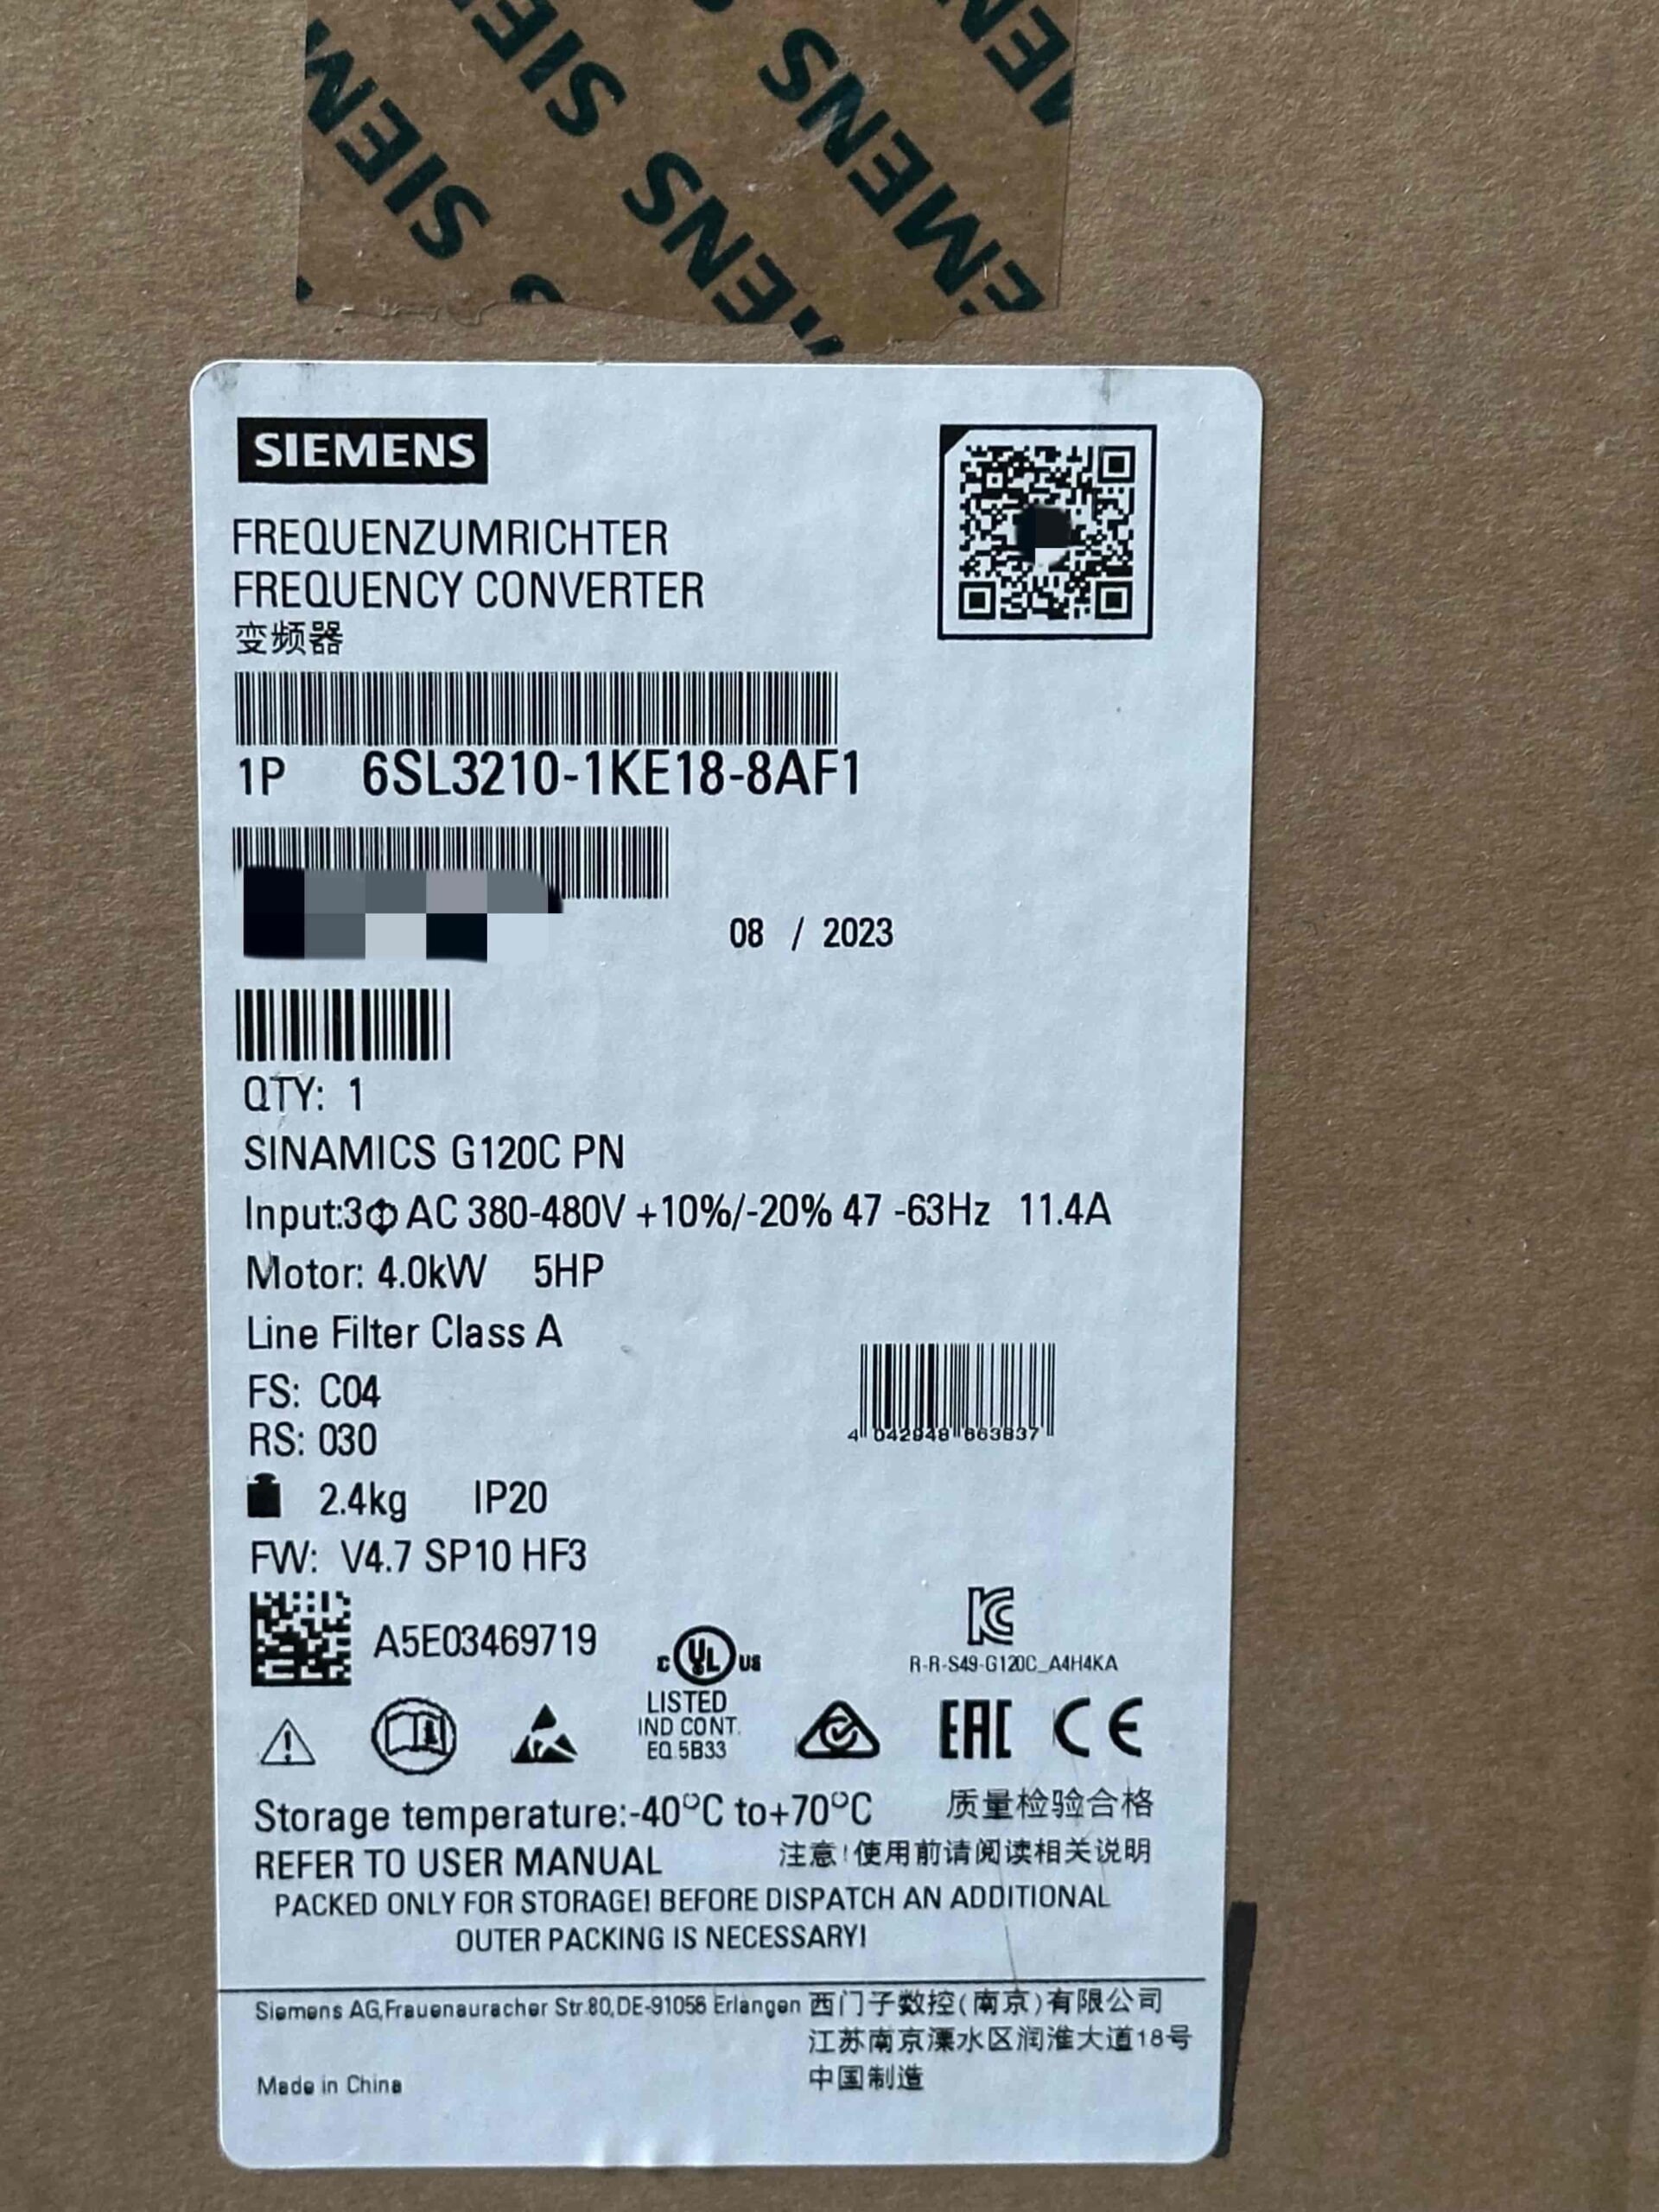 SIEMENS
SIEMENS
FREQUENZUMRICHTER
FREQUENCY CONVERTER
变频器
1P 6SL3210-1KE18-8AF1
08 / 2023
QTY: 1
SINAMICS G120C PN
Input:3Φ AC 380-480V +10%/-20% 47 -63Hz 11.4A
Motor: 4.0kW 5HP
Line Filter Class A
FS: C04
RS: 030
4 042948 663837
2.4kg IP20
FW: V4.7 SP10 HF3
A5E03469719
C UL US
LISTED
IND CONT.
EQ 5B33
R-R-S49-G120C_A4H4KA
EAC CE
Storage temperature:-40°C to+70°C
质量检验合格
REFER TO USER MANUAL
注意!使用前请阅读相关说明
PACKED ONLY FOR STORAGE! BEFORE DISPATCH AN ADDITIONAL
OUTER PACKING IS NECESSARY!
Siemens AG,Frauenauracher Str.80,DE-91056 Erlangen
西门子数控(南京)有限公司
江苏南京溧水区润淮大道18号
Made in China
中国制造